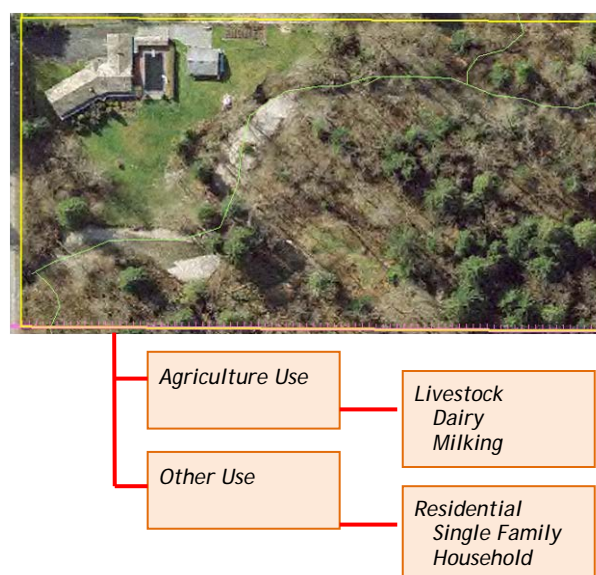 Agriculture Use
Livestock
Dairy
Milking
Other Use
Residential
Single Family
Household